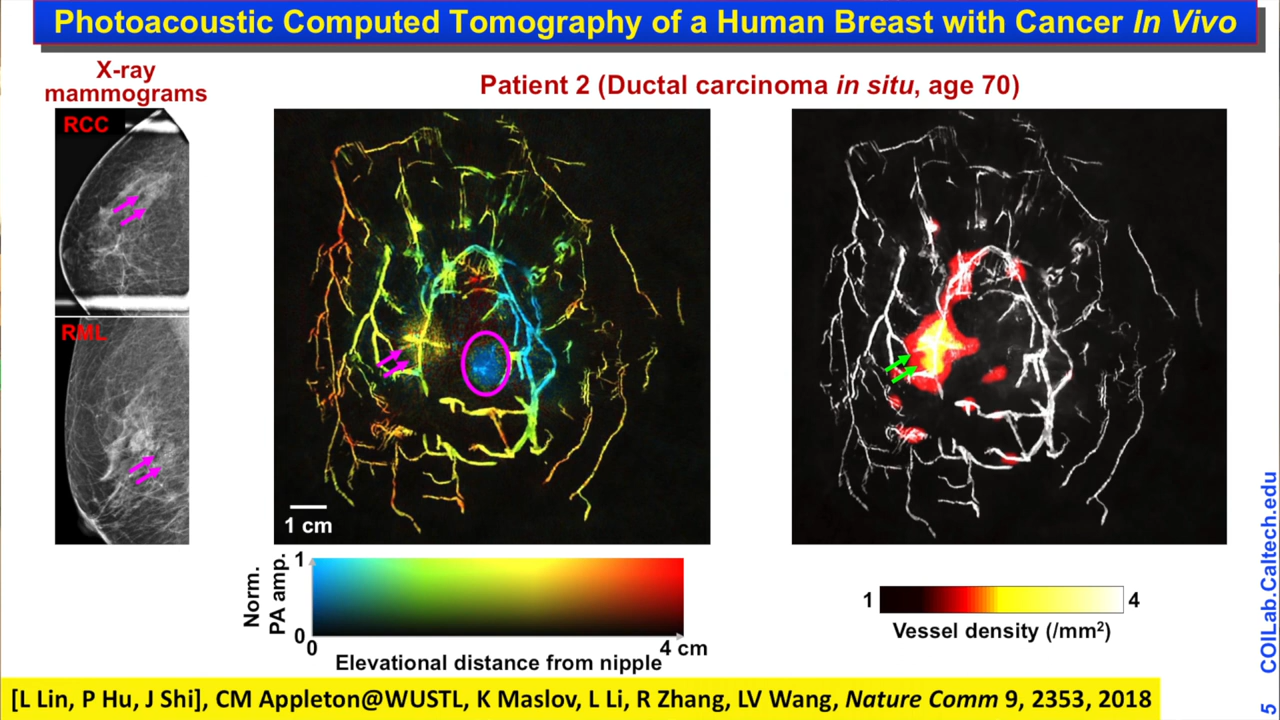 Photoacoustic Computed Tomography of a Human Breast with Cancer In Vivo
X-ray
mammograms
Patient 2 (Ductal carcinoma in situ, age 70)
RCC
RML
1 cm
Norm.
PA amp.
1
0
0
4 cm
Elevational distance from nipple
1
4
Vessel density (/mm²)
[L Lin, P Hu, J Shi], CM Appleton@WUSTL, K Maslov, L Li, R Zhang, LV Wang, Nature Comm 9, 2353, 2018
5 COILab.Caltech.edu